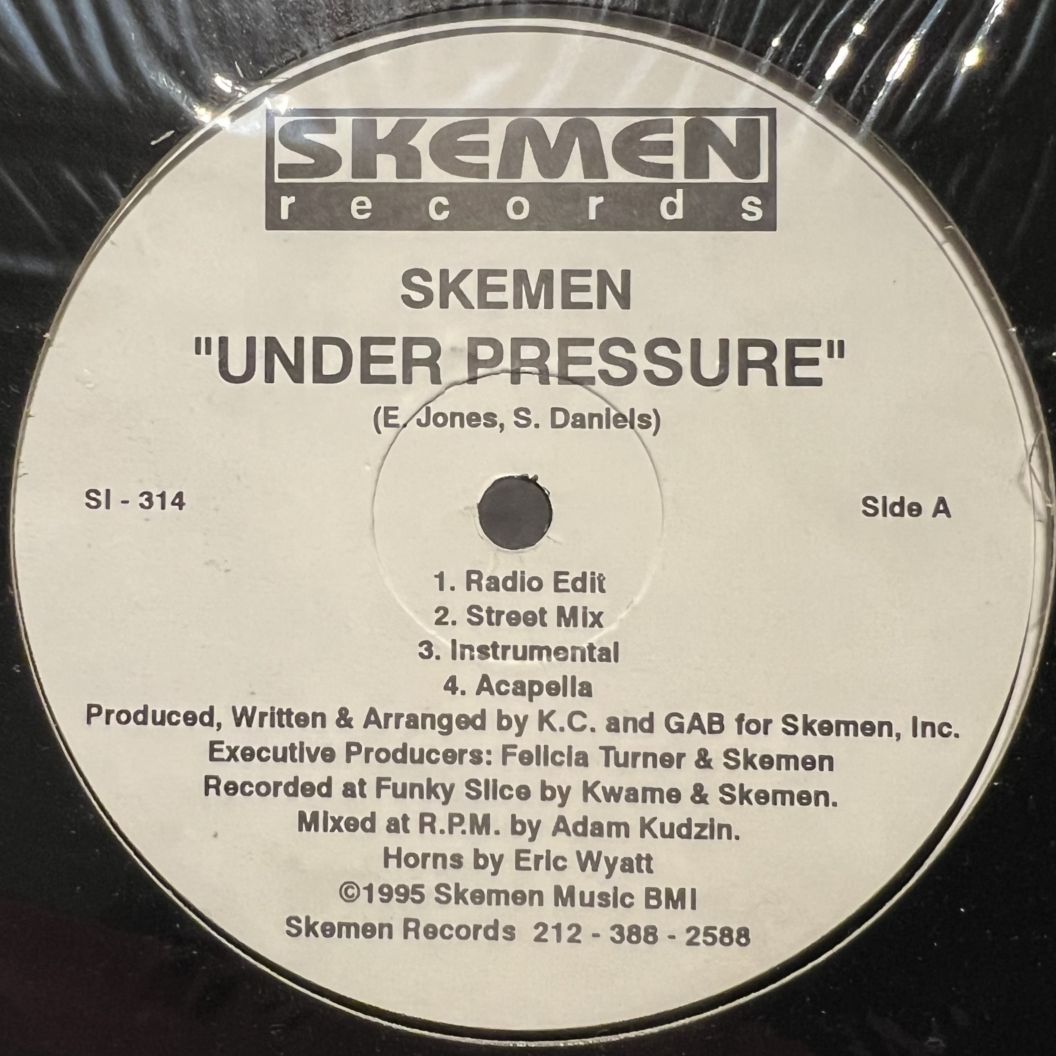 SKEMEN
records
SKEMEN
"UNDER PRESSURE"
(E. Jones, S. Daniels)
SI - 314
Side A
1. Radio Edit
2. Street Mix
3. Instrumental
4. Acapella
Produced, Written & Arranged by K.C. and GAB for Skemen, Inc.
Executive Producers: Felicia Turner & Skemen
Recorded at Funky Slice by Kwame & Skemen.
Mixed at R.P.M. by Adam Kudzin.
Horns by Eric Wyatt
©1995 Skemen Music BMI
Skemen Records 212 - 388 - 2588